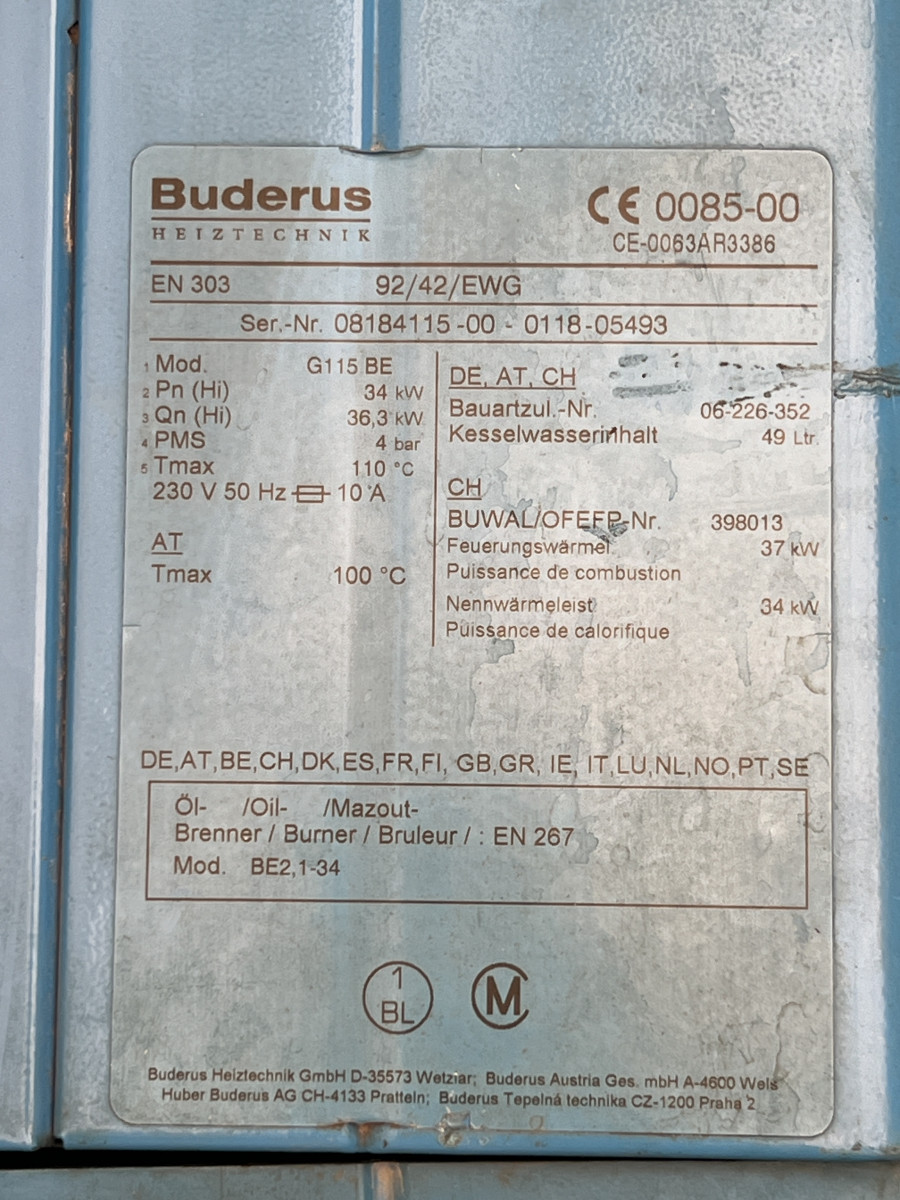 Buderus
HEIZTECHNIK
CE 0085-00
CE-0063AR3386
EN 303 92/42/EWG
Ser.-Nr. 08184115-00 - 0118-05493
1 Mod. G115 BE
2 Pn (Hi) 34 kW
3 Qn (Hi) 36,3 kW
4 PMS 4 bar
5 Tmax 110 °C
230 V 50 Hz 10 A
AT
Tmax 100 °C
DE, AT, CH
Bauartzul.-Nr. 06-226-352
Kesselwasserinhalt 49 Ltr.
CH
BUWAL/OFEFP-Nr. 398013
Feuerungswärmel. 37 kW
Puissance de combustion
Nennwärmeleist 34 kW
Puissance de calorifique
DE,AT,BE,CH,DK,ES,FR,FI, GB,GR, IE, IT,LU,NL,NO,PT,SE
Öl- /Oil- /Mazout-
Brenner / Burner / Bruleur / : EN 267
Mod. BE2,1-34
1
BL
M
Buderus Heiztechnik GmbH D-35573 Wetzlar; Buderus Austria Ges. mbH A-4600 Wels
Huber Buderus AG CH-4133 Pratteln; Buderus Tepelná technika CZ-1200 Praha 2